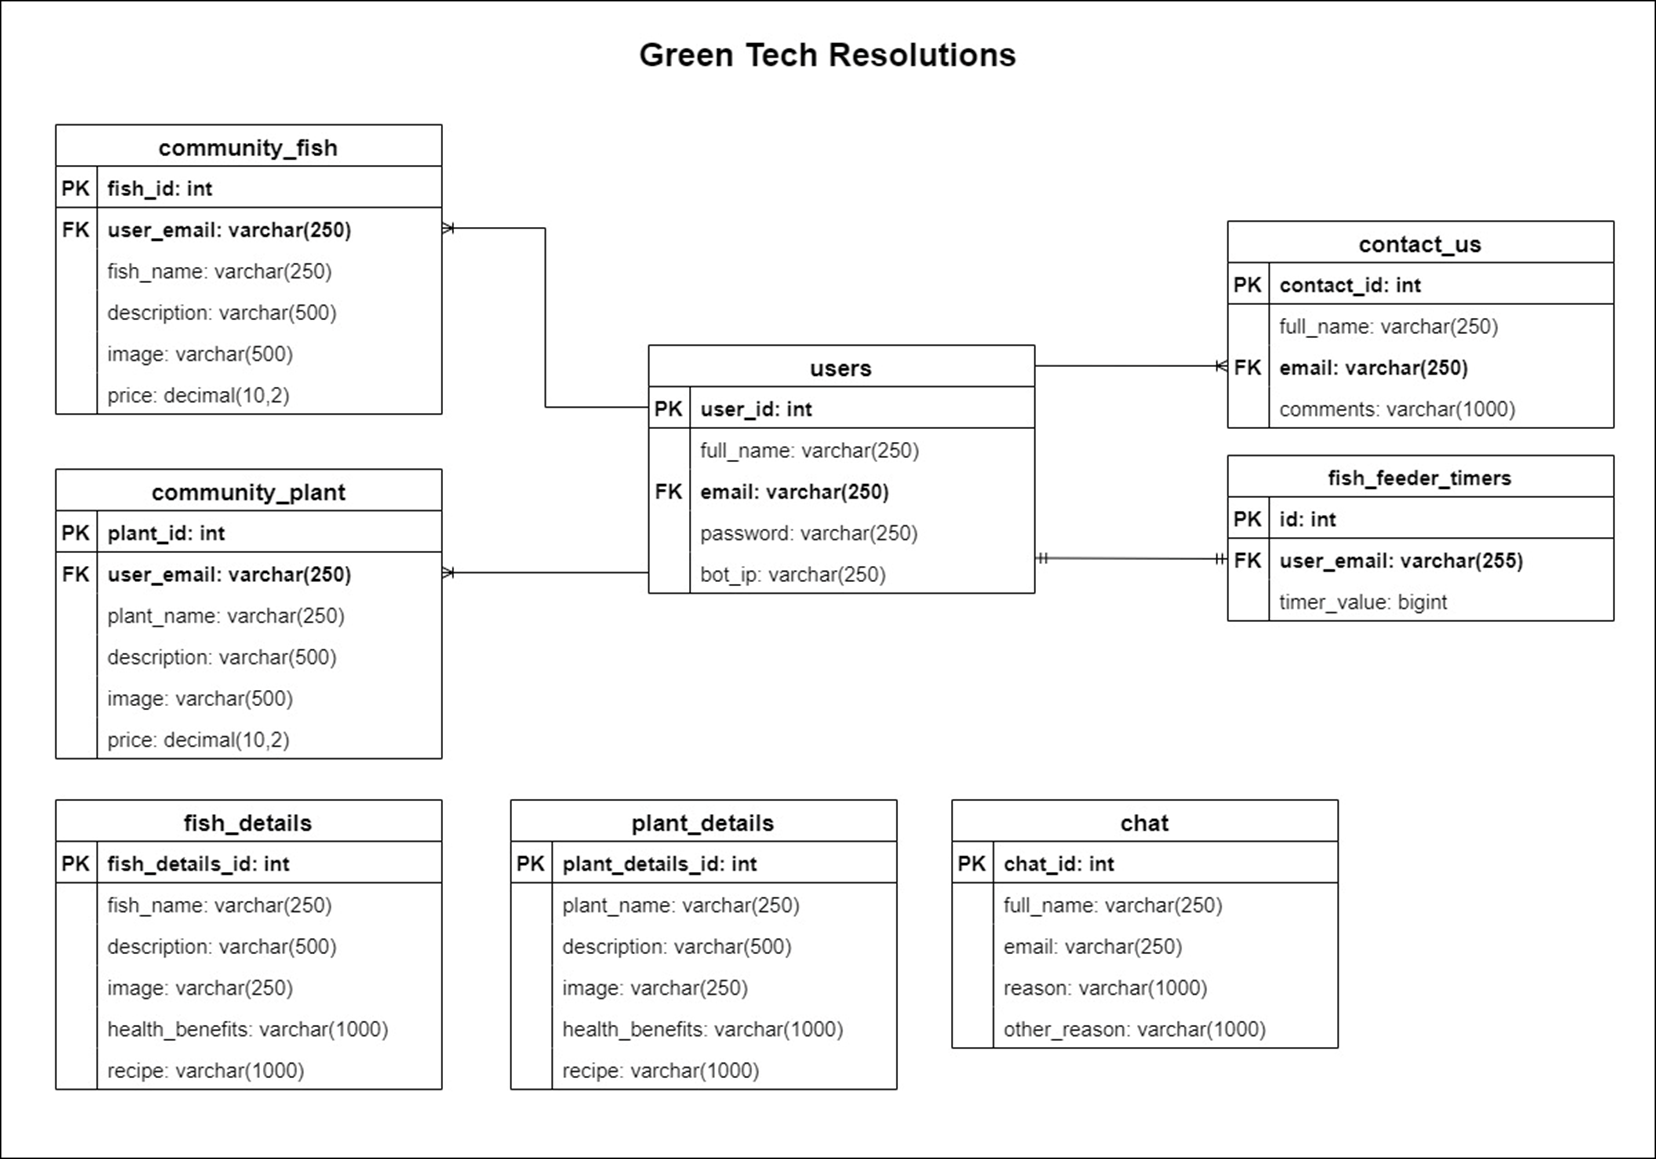 Green Tech Resolutions
community_fish
PK fish_id: int
FK user_email: varchar(250)
fish_name: varchar(250)
description: varchar(500)
image: varchar(500)
price: decimal(10,2)
community_plant
PK plant_id: int
FK user_email: varchar(250)
plant_name: varchar(250)
description: varchar(500)
image: varchar(500)
price: decimal(10,2)
users
PK user_id: int
full_name: varchar(250)
FK email: varchar(250)
password: varchar(250)
bot_ip: varchar(250)
contact_us
PK contact_id: int
full_name: varchar(250)
FK email: varchar(250)
comments: varchar(1000)
fish_feeder_timers
PK id: int
FK user_email: varchar(255)
timer_value: bigint
fish_details
PK fish_details_id: int
fish_name: varchar(250)
description: varchar(500)
image: varchar(250)
health_benefits: varchar(1000)
recipe: varchar(1000)
plant_details
PK plant_details_id: int
plant_name: varchar(250)
description: varchar(500)
image: varchar(250)
health_benefits: varchar(1000)
recipe: varchar(1000)
chat
PK chat_id: int
full_name: varchar(250)
email: varchar(250)
reason: varchar(1000)
other_reason: varchar(1000)